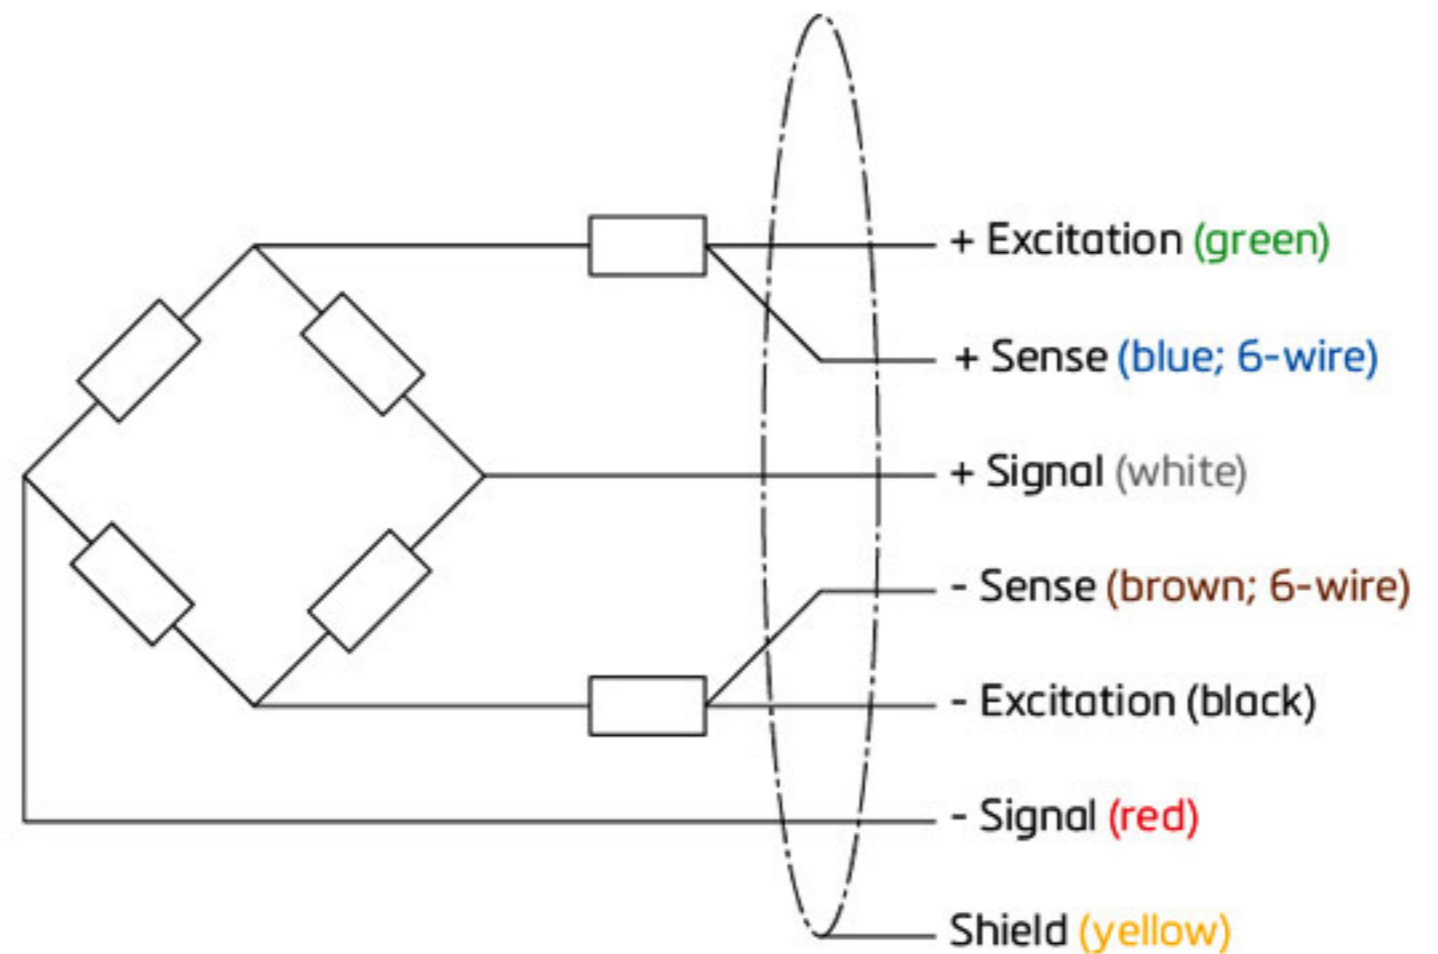 + Excitation (green)
+ Sense (blue; 6-wire)
+ Signal (white)
- Sense (brown; 6-wire)
- Excitation (black)
- Signal (red)
Shield (yellow)